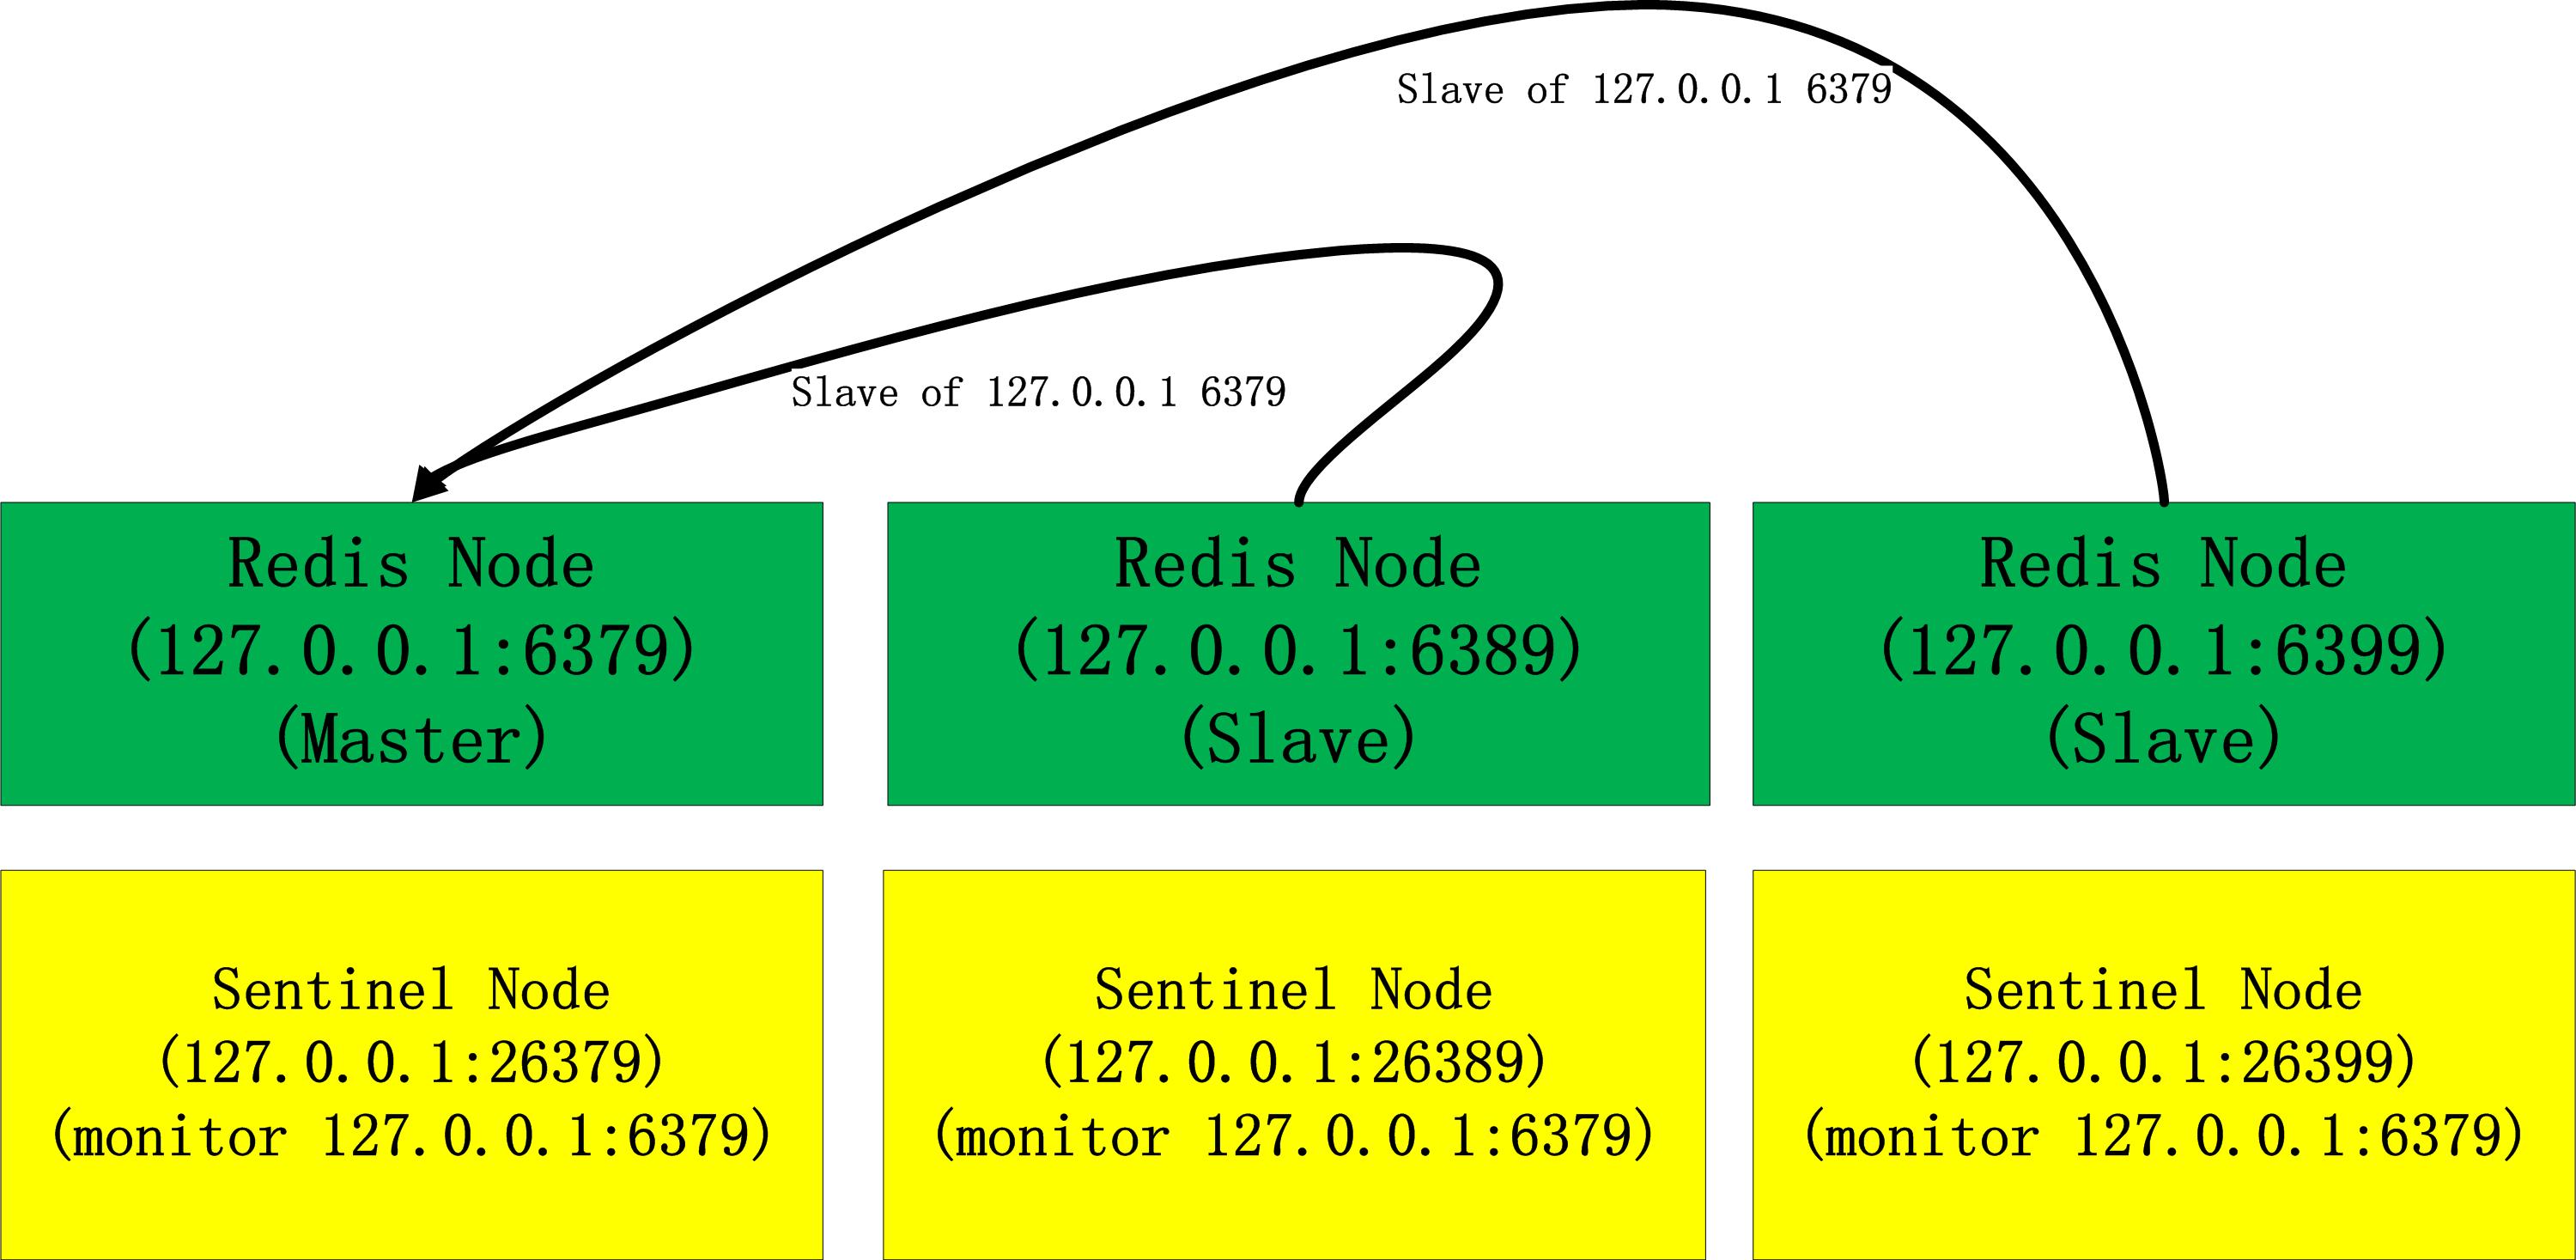 Slave of 127.0.0.1 6379
Slave of 127.0.0.1 6379
Redis Node
(127.0.0.1:6379)
(Master)
Redis Node
(127.0.0.1:6389)
(Slave)
Redis Node
(127.0.0.1:6399)
(Slave)
Sentinel Node
(127.0.0.1:26379)
(monitor 127.0.0.1:6379)
Sentinel Node
(127.0.0.1:26389)
(monitor 127.0.0.1:6379)
Sentinel Node
(127.0.0.1:26399)
(monitor 127.0.0.1:6379)